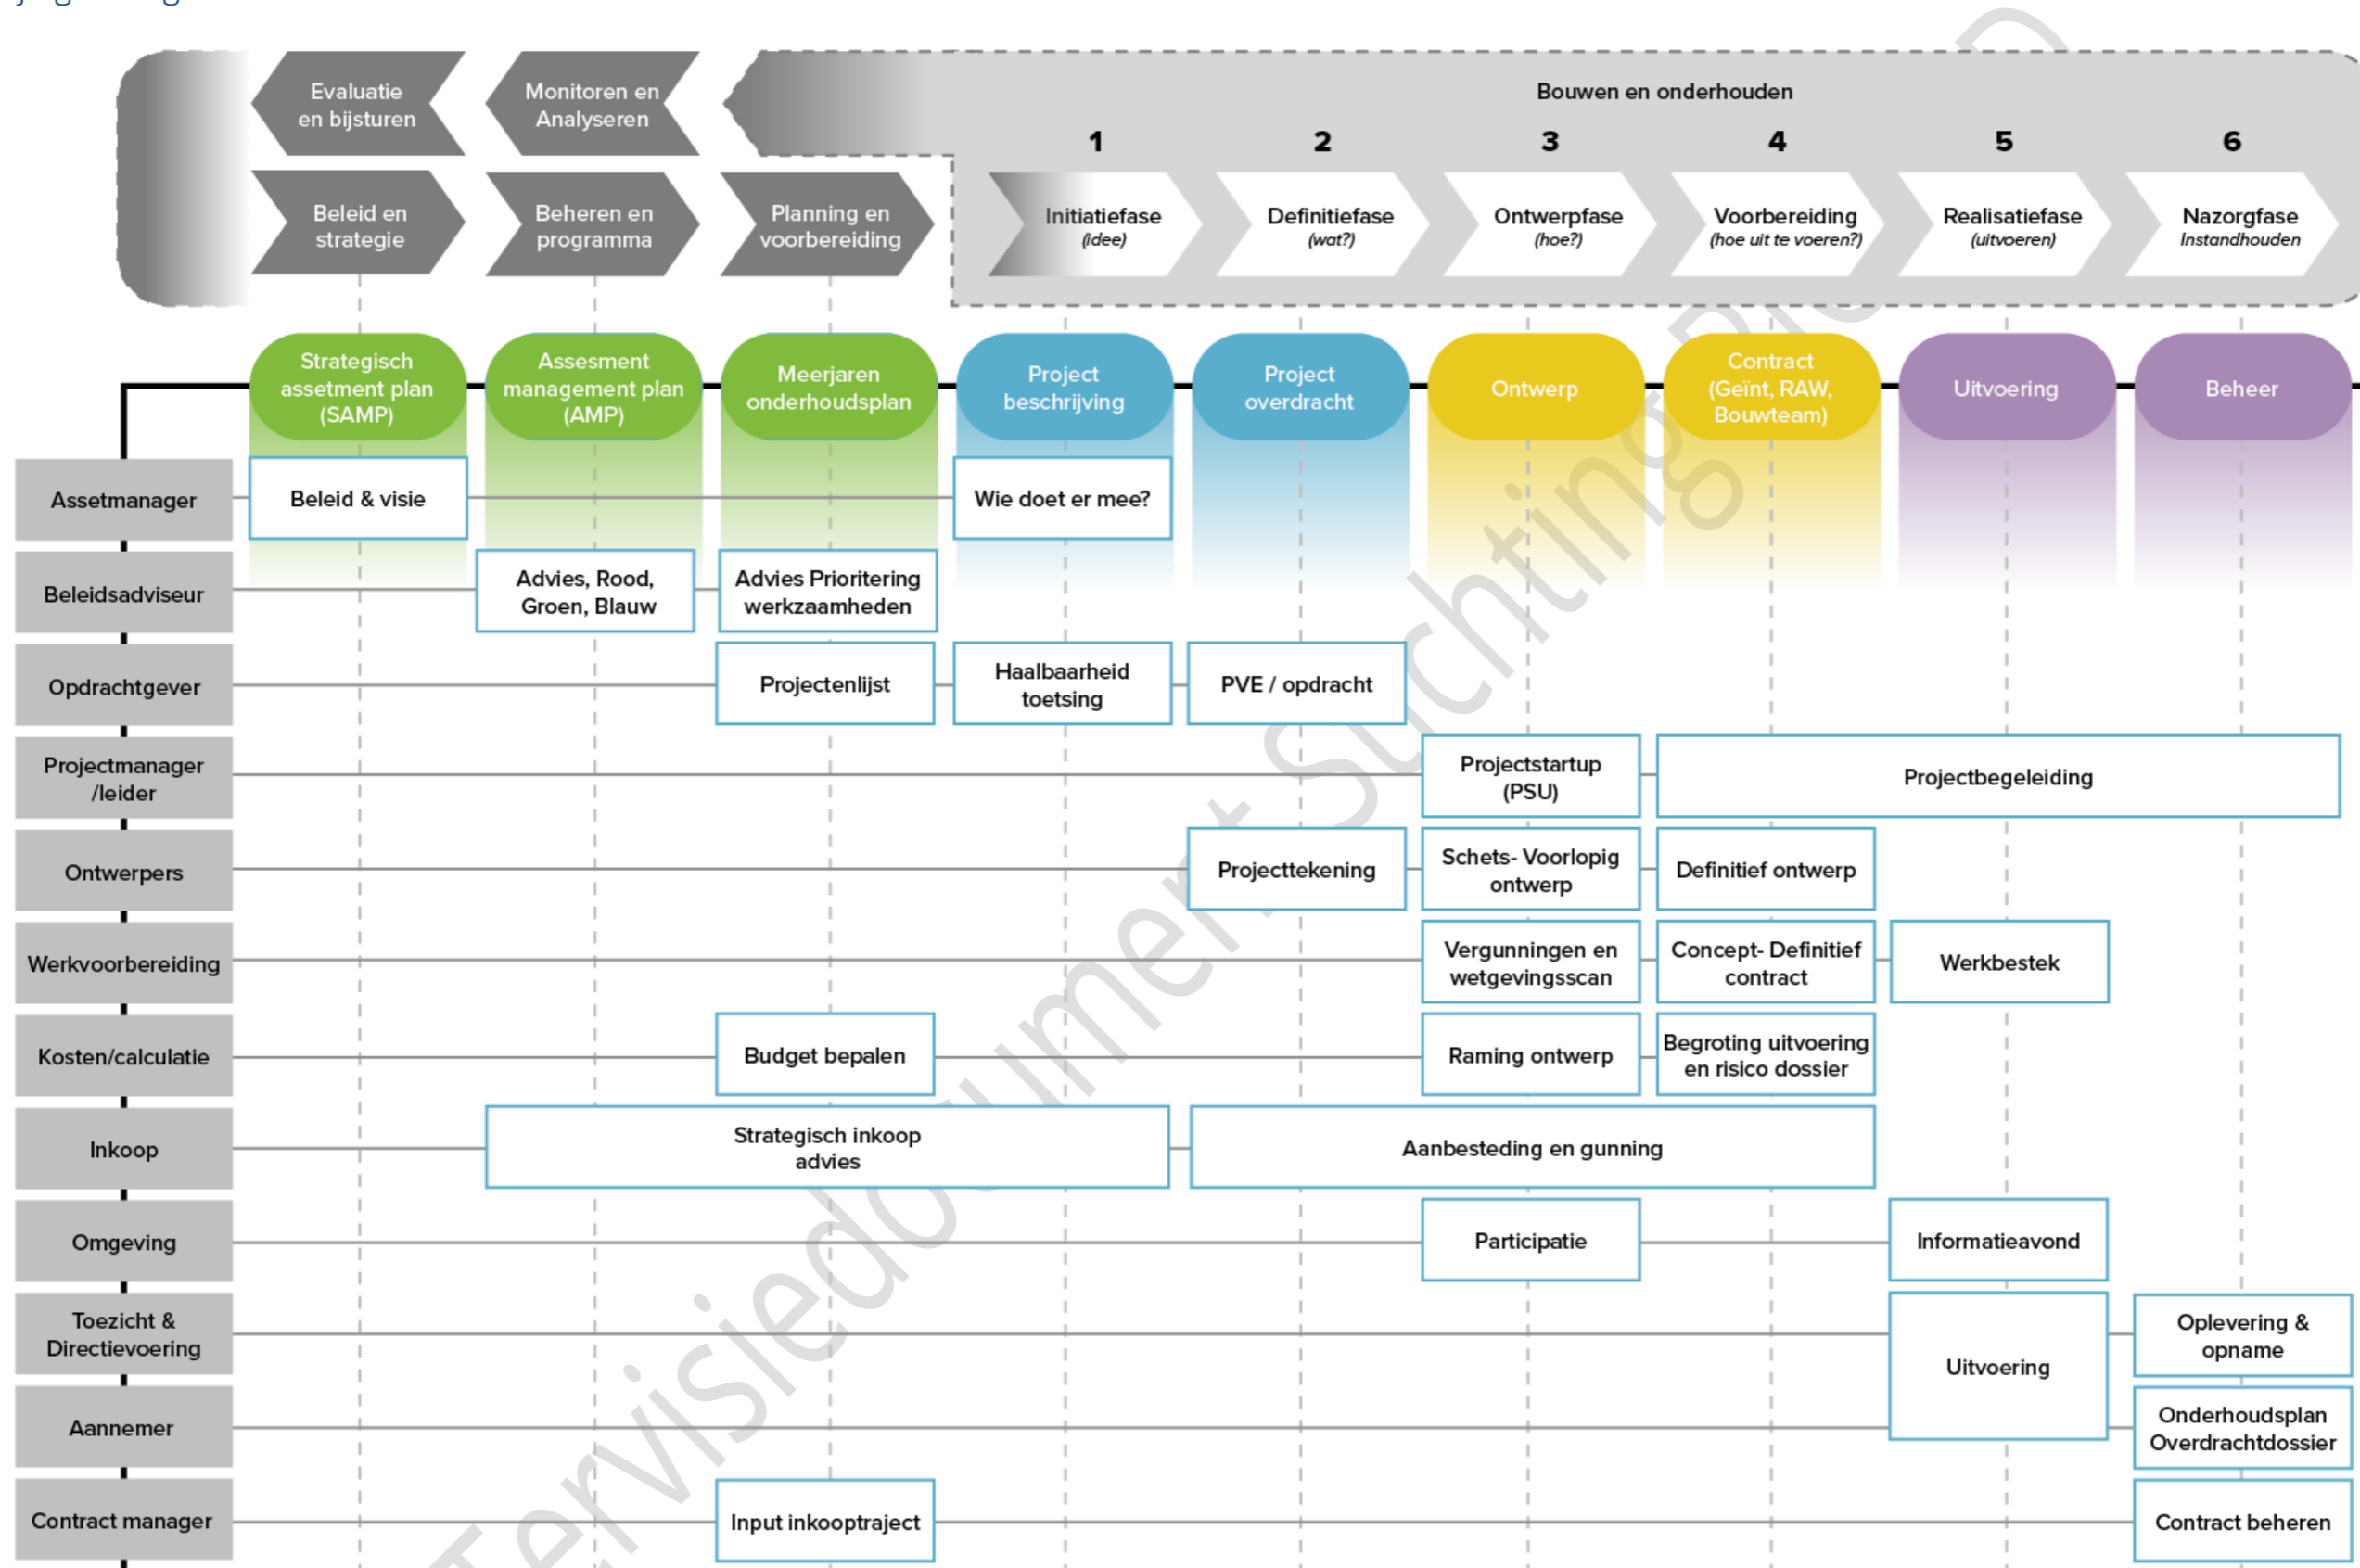 Evaluatie
en bijsturen
Monitoren en
Analyseren
Bouwen en onderhouden
1
2
3
4
5
6
Beleid en
strategie
Beheren en
programma
Planning en
voorbereiding
Initiatiefase
(idee)
Definitiefase
(wat?)
Ontwerpfase
(hoe?)
Voorbereiding
(hoe uit te voeren?)
Realisatiefase
(uitvoeren)
Nazorgfase
Instandhouden
Strategisch
assetment plan
(SAMP)
Assesment
management plan
(AMP)
Meerjaren
onderhoudsplan
Project
beschrijving
Project
overdracht
Ontwerp
Contract
(Geïnt, RAW,
Bouwteam)
Uitvoering
Beheer
Assetmanager
Beleid & visie
Wie doet er mee?
Beleidsadviseur
Advies, Rood,
Groen, Blauw
Advies Prioritering
werkzaamheden
Opdrachtgever
Projectenlijst
Haalbaarheid
toetsing
PVE / opdracht
Projectmanager
/leider
Projectstartup
(PSU)
Projectbegeleiding
Ontwerpers
Projecttekening
Schets- Voorlopig
ontwerp
Definitief ontwerp
Werkvoorbereiding
Vergunningen en
wetgevingsscan
Concept- Definitief
contract
Werkbestek
Kosten/calculatie
Budget bepalen
Raming ontwerp
Begroting uitvoering
en risico dossier
Inkoop
Strategisch inkoop
advies
Aanbesteding en gunning
Omgeving
Participatie
Informatieavond
Toezicht &
Directievoering
Uitvoering
Oplevering &
opname
Aannemer
Onderhoudsplan
Overdrachtdossier
Contract manager
Input inkooptraject
Contract beheren